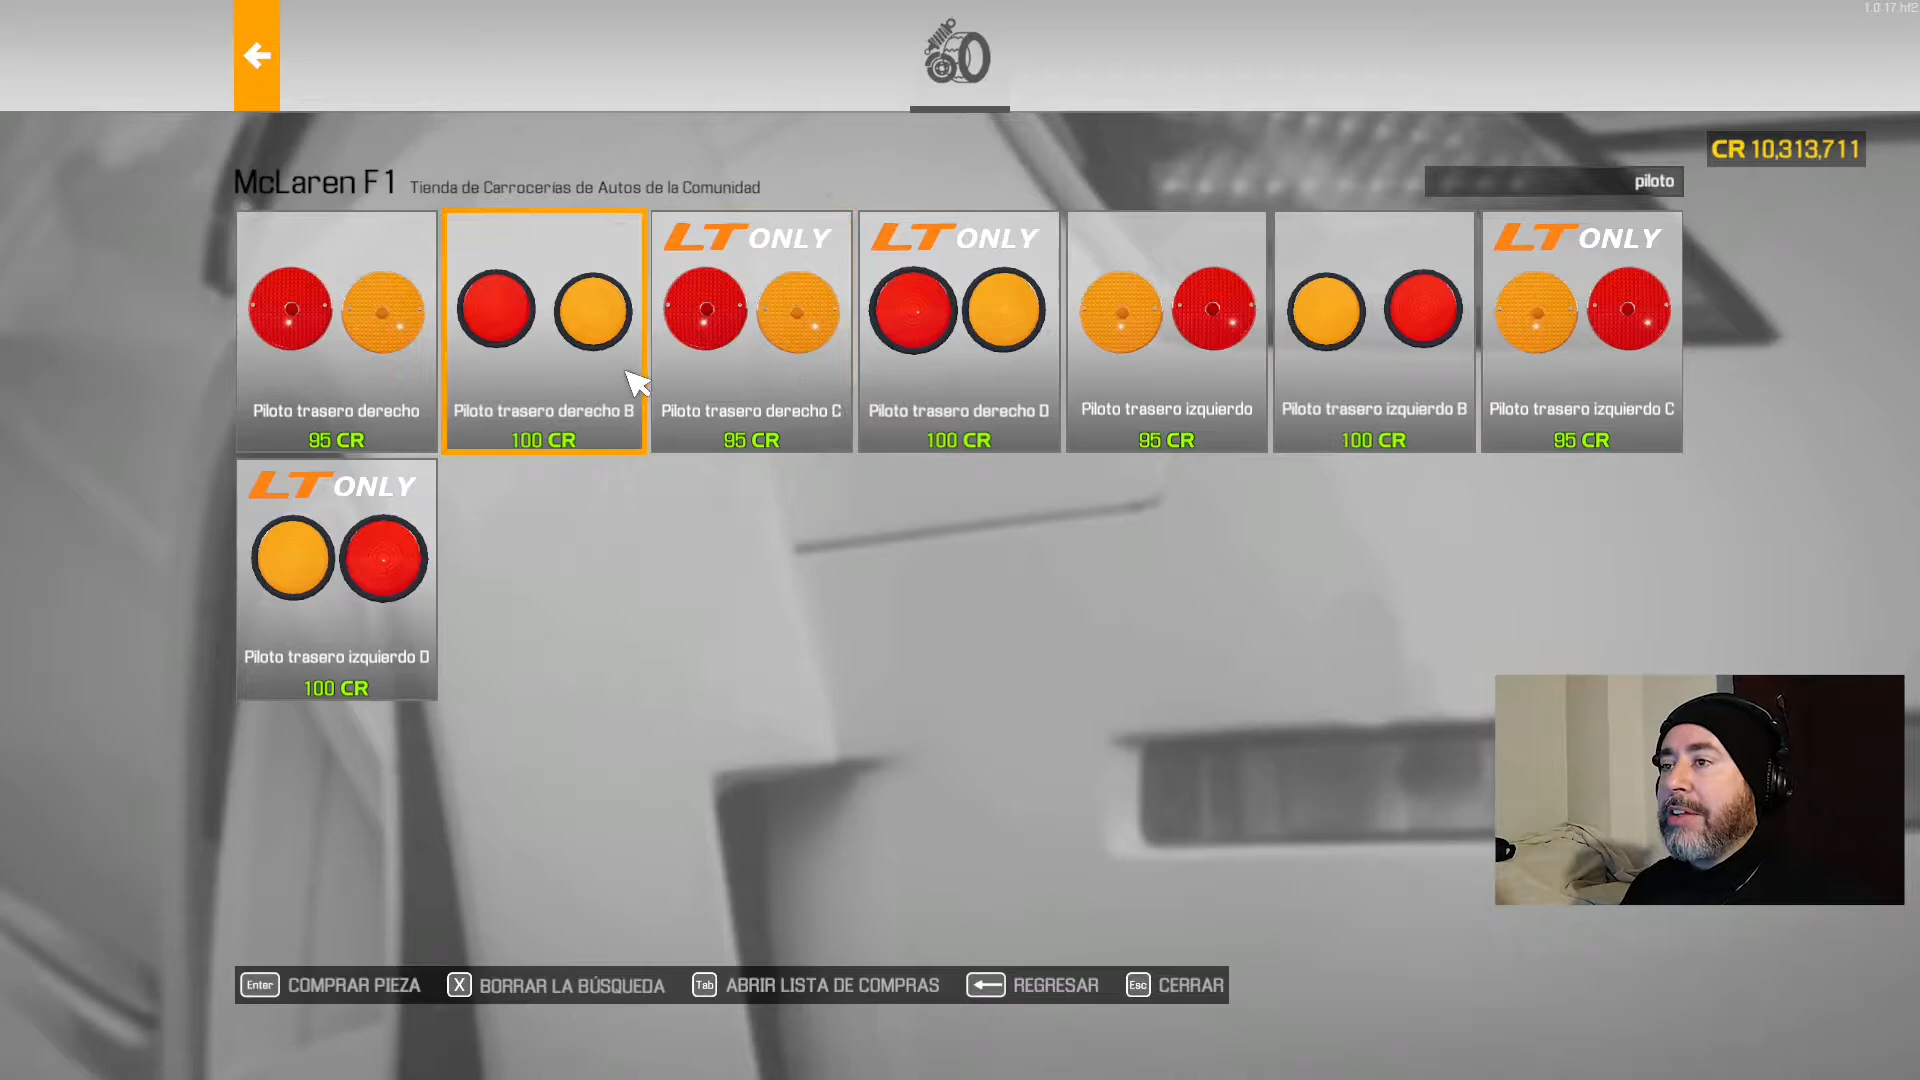 1.0.17.hf2
CR 10,313,711
McLaren F1 Tienda de Carrocerías de Autos de la Comunidad
piloto
Piloto trasero derecho
95 CR
Piloto trasero derecho B
100 CR
LT ONLY
Piloto trasero derecho C
95 CR
LT ONLY
Piloto trasero derecho D
100 CR
Piloto trasero izquierdo
95 CR
Piloto trasero izquierdo B
100 CR
LT ONLY
Piloto trasero izquierdo C
95 CR
LT ONLY
Piloto trasero izquierdo D
100 CR
Enter COMPRAR PIEZA X BORRAR LA BÚSQUEDA Tab ABRIR LISTA DE COMPRAS REGRESAR Esc CERRAR